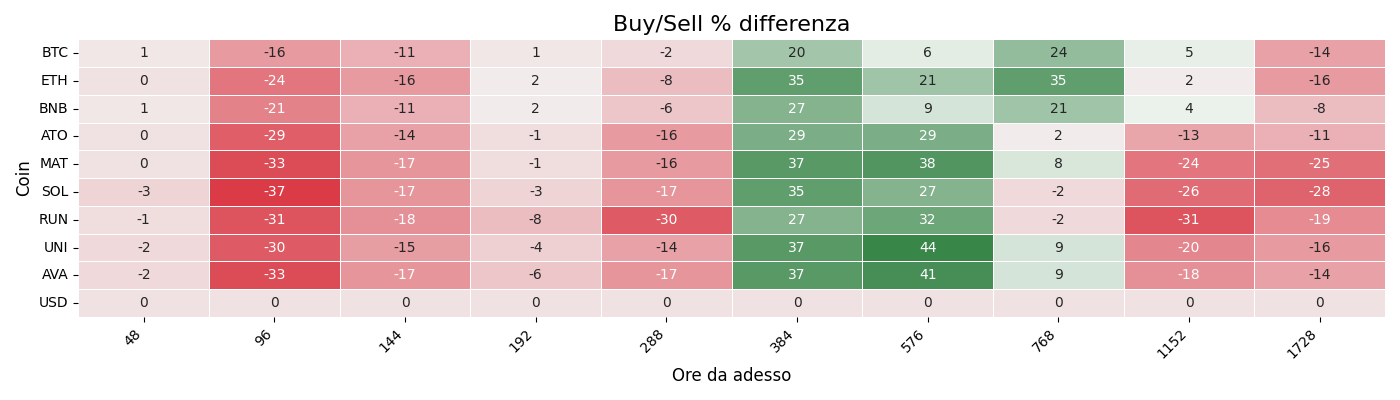 Buy/Sell % differenza
Coin
BTC 1 -16 -11 1 -2 20 6 24 5 -14
ETH 0 -24 -16 2 -8 35 21 35 2 -16
BNB 1 -21 -11 2 -6 27 9 21 4 -8
ATO 0 -29 -14 -1 -16 29 29 2 -13 -11
MAT 0 -33 -17 -1 -16 37 38 8 -24 -25
SOL -3 -37 -17 -3 -17 35 27 -2 -26 -28
RUN -1 -31 -18 -8 -30 27 32 -2 -31 -19
UNI -2 -30 -15 -4 -14 37 44 9 -20 -16
AVA -2 -33 -17 -6 -17 37 41 9 -18 -14
USD 0 0 0 0 0 0 0 0 0 0
48 96 144 192 288 384 576 768 1152 1728
Ore da adesso